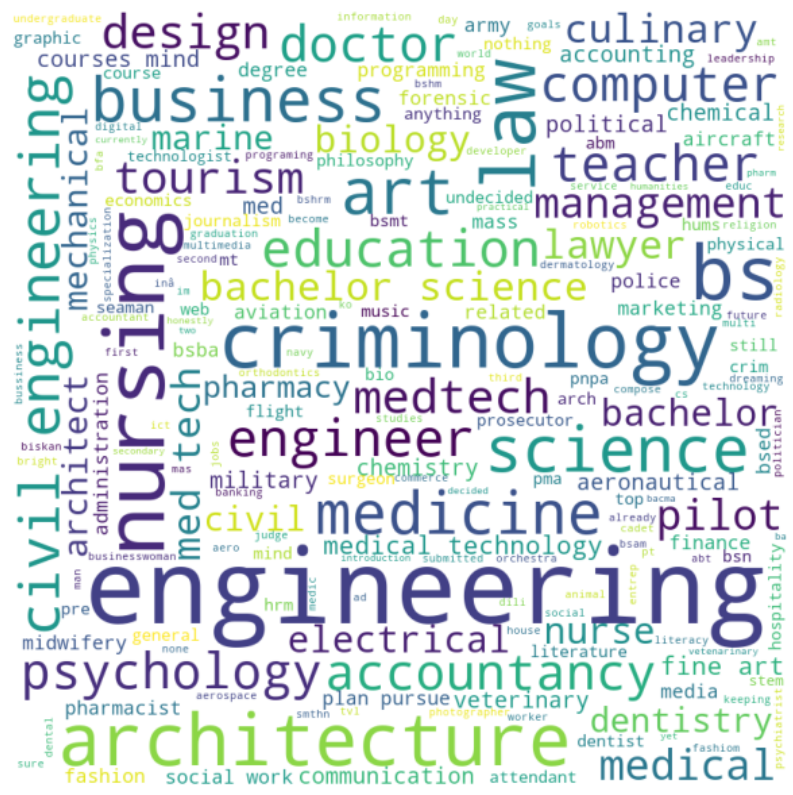 undergraduate
information
day
goals
amt
graphic
design
doctor
army
culinary
nothing
world
leadership
courses mind
accounting
course
degree
programming
bshm
business
law
computer
forensic
anything
chemical
digital
currently
marine
biology
political
abm
aircraft
research
bfa
technologist
programing
philosophy
developer
teacher
tourism
art
undecided
service
humanities
educ
pharm
economics
med
bshrm
become
practical
management
civil engineering
mechanical
journalism
bsmt
mass
robotics
hums
religion
physics
specialization
graduation
education
lawyer
physical
second
mt
multimedia
dermatology
bs
radiology
nursing
inâ
im
bachelor science
police
seaman
web
aviation
music
related
marketing
future
multi
accountant
ko
honestly
two
criminology
still
bussiness
first
bsba
navy
third
crim
technology
orthodontics
bio
pnpa
compose
cs
dreaming
architect
administration
pharmacy
medtech
arch
bachelor
politician
med tech
flight
studies
prosecutor
biskan
ict
engineer
science
bsed
bright
secondary
mas
jobs
chemistry
military
surgeon
commerce
pma
aeronautical
banking
decided
top
bacma
civil
medicine
already
cadet
pilot
ba
businesswoman
aero
judge
mind
medical technology
orchestra
bsam
pt
finance
abt
bsn
man
introduction
submitted
engineering
hospitality
pre
hrm
medic
ad
dili
animal
entrep
midwifery
general
electrical
social
nurse
house
literacy
none
literature
vetenarinary
psychology
accountancy
fine art
stem
aerospace
plan pursue
veterinary
media
keeping
pharmacist
smthn
tvl
photographer
worker
dentistry
psychiatrist
dental
architecture
dentist
yet
fashiom
sure
fashion
social work
communication
attendant
medical